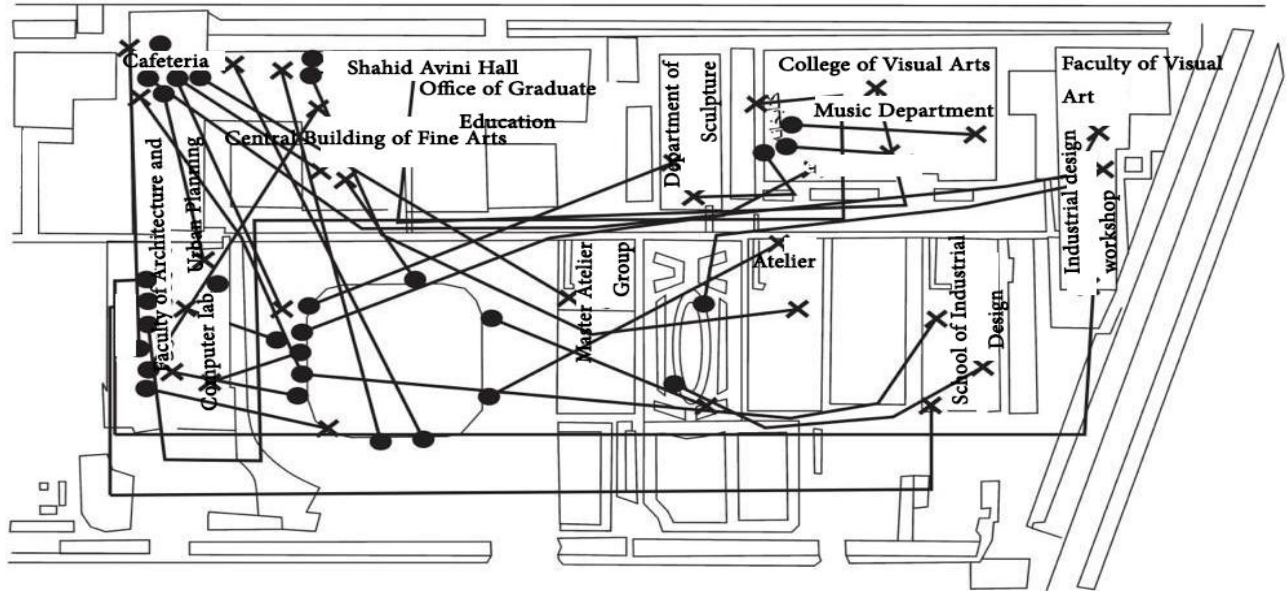 Cafeteria
Shahid Avini Hall
Office of Graduate
Education
Central Building of Fine Arts
Department of
Sculpture
College of Visual Arts
Music Department
Faculty of Visual
Art
Faculty of Architecture and
Urban Planning
Computer lab
Master Atelier
Group
Atelier
School of Industrial
Design
Industrial design
workshop